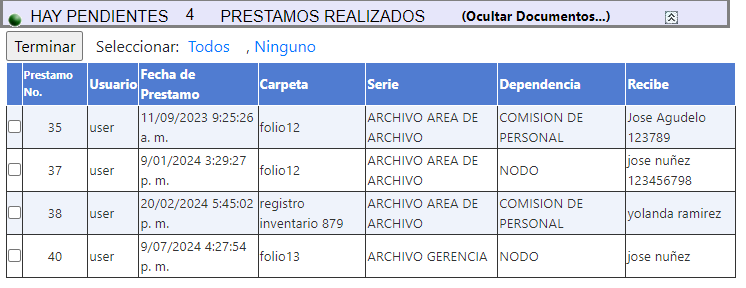 HAY PENDIENTES 4 PRESTAMOS REALIZADOS (Ocultar Documentos...)
Terminar Seleccionar: Todos , Ninguno
Prestamo No. Usuario Fecha de Prestamo Carpeta Serie Dependencia Recibe
35 user 11/09/2023 9:25:26 a. m. folio12 ARCHIVO AREA DE ARCHIVO COMISION DE PERSONAL Jose Agudelo 123789
37 user 9/01/2024 3:29:27 p. m. folio12 ARCHIVO AREA DE ARCHIVO NODO jose nuñez 123456798
38 user 20/02/2024 5:45:02 p. m. registro inventario 879 ARCHIVO AREA DE ARCHIVO COMISION DE PERSONAL yolanda ramirez
40 user 9/07/2024 4:27:54 p. m. folio13 ARCHIVO GERENCIA NODO jose nuñez